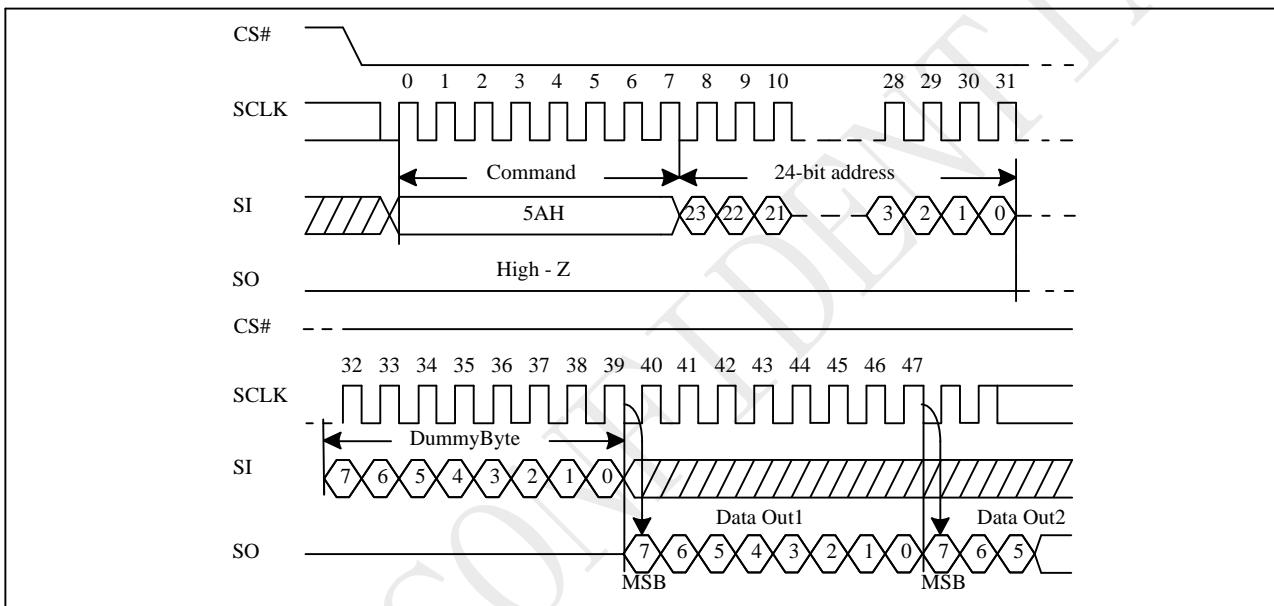 CS#
0 1 2 3 4 5 6 7 8 9 10 28 29 30 31
SCLK
Command 24-bit address
SI 5AH 23 22 21 3 2 1 0
High - Z
SO
CS#
32 33 34 35 36 37 38 39 40 41 42 43 44 45 46 47
SCLK
DummyByte
SI 7 6 5 4 3 2 1 0
Data Out1 Data Out2
SO 7 6 5 4 3 2 1 0 7 6 5
MSB MSB
CONFIDENTIA